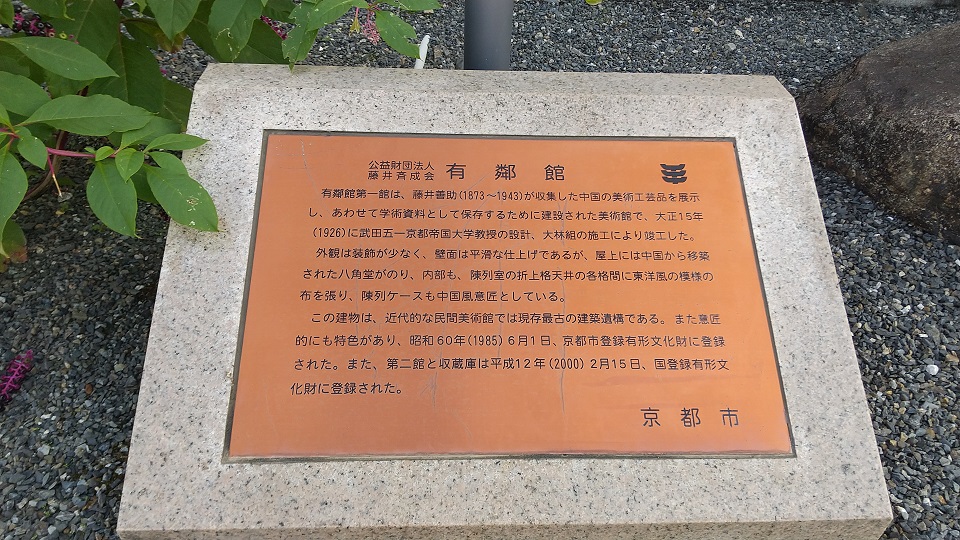 公益財団法人
藤井斉成会
有鄰館
有鄰館第一館は、藤井善助(1873～1943)が収集した中国の美術工芸品を展示
し、あわせて学術資料として保存するために建設された美術館で、大正15年
(1926)に武田五一京都帝国大学教授の設計、大林組の施工により竣工した。
外観は装飾が少なく、壁面は平滑な仕上げであるが、屋上には中国から移築
された八角堂がのり、内部も、陳列室の折上格天井の各格間に東洋風の模様の
布を張り、陳列ケースも中国風意匠としている。
この建物は、近代的な民間美術館では現存最古の建築遺構である。また意匠
的にも特色があり、昭和60年(1985)6月1日、京都市登録有形文化財に登録
された。また、第二館と収蔵庫は平成12年(2000)2月15日、国登録有形文
化財に登録された。
京都市